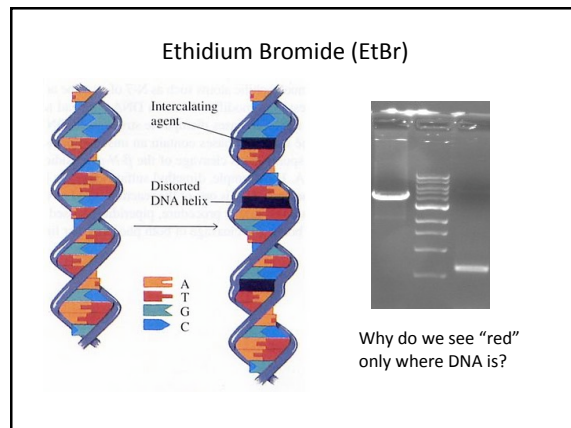 Ethidium Bromide (EtBr)
Intercalating
agent
Distorted
DNA helix
A
T
G
C
Why do we see “red”
only where DNA is?